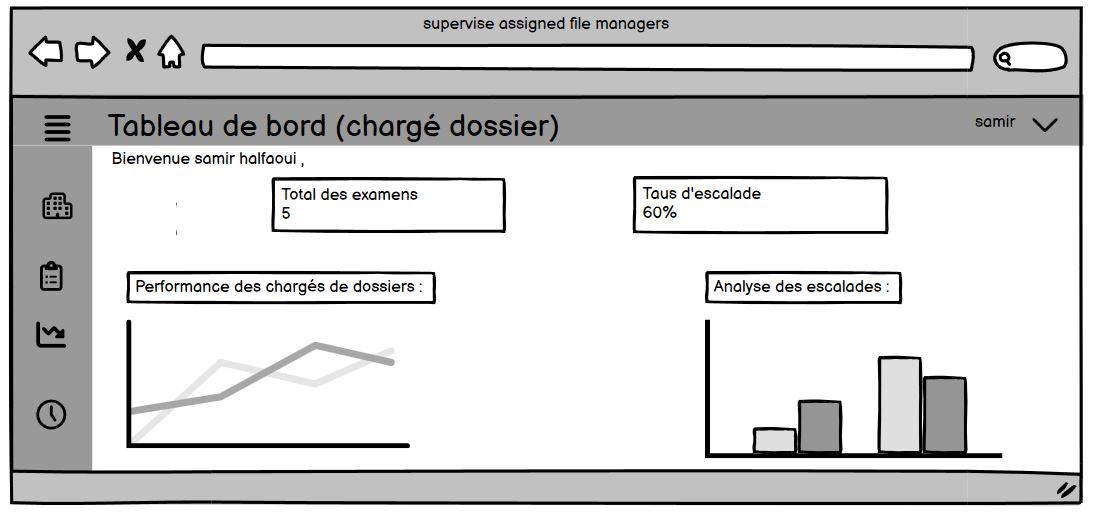 supervise assigned file managers
Tableau de bord (chargé dossier)
samir
Bienvenue samir halfaoui ,
Total des examens
5
Taus d'escalade
60%
Performance des chargés de dossiers :
Analyse des escalades :